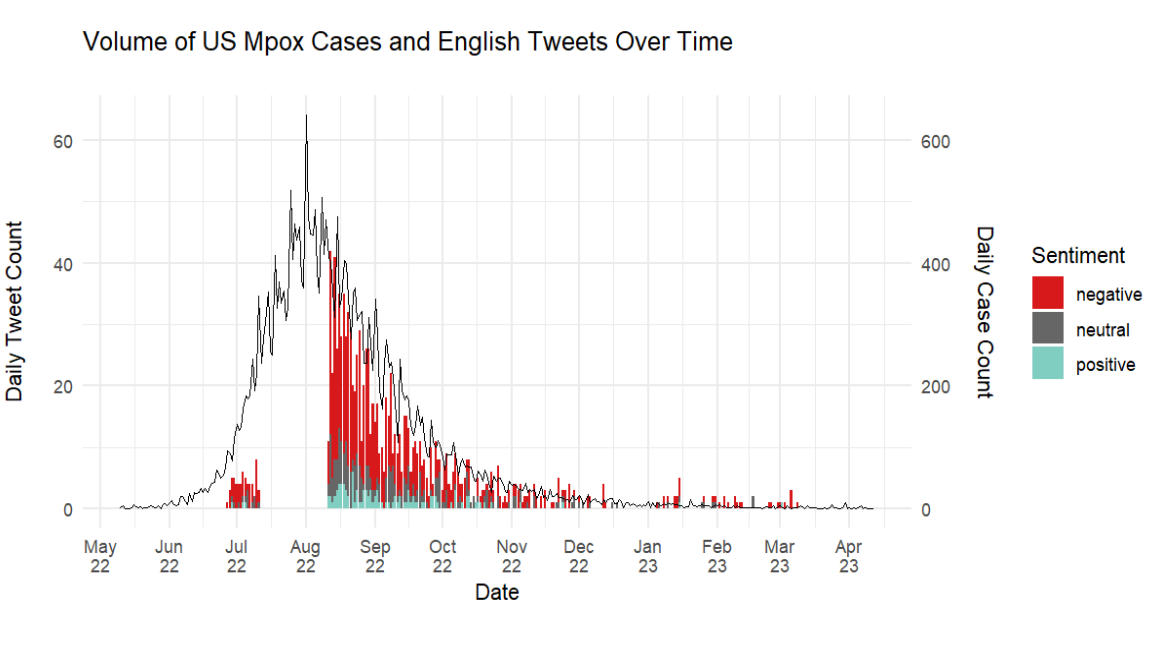 Volume of US Mpox Cases and English Tweets Over Time
Daily Tweet Count
60
40
20
0
600
400
200
0
Daily Case Count
Sentiment
negative
neutral
positive
May Jun Jul Aug Sep Oct Nov Dec Jan Feb Mar Apr
22 22 22 22 22 22 22 22 23 23 23 23
Date